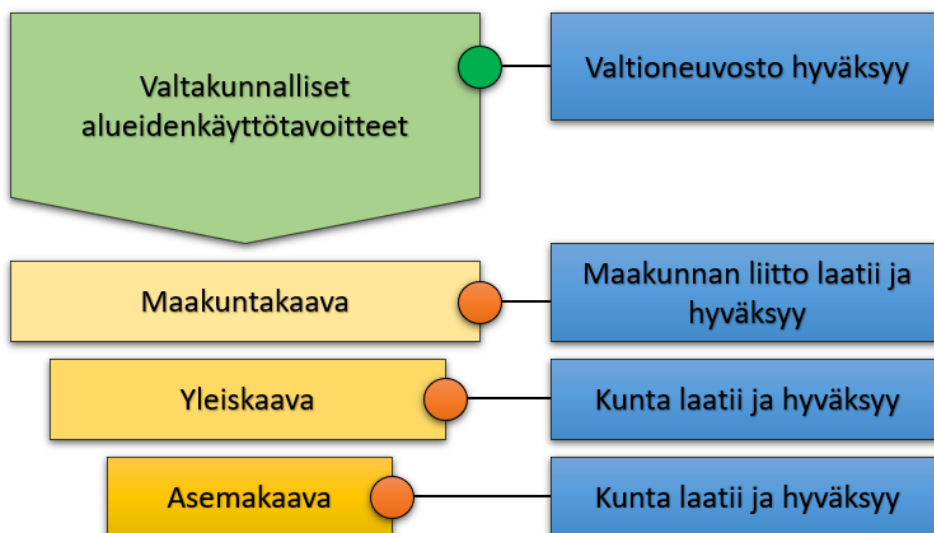 Valtakunnalliset
alueidenkäyttötavoitteet
Valtioneuvosto hyväksyy
Maakuntakaava
Maakunnan liitto laatii ja
hyväksyy
Yleiskaava
Kunta laatii ja hyväksyy
Asemakaava
Kunta laatii ja hyväksyy